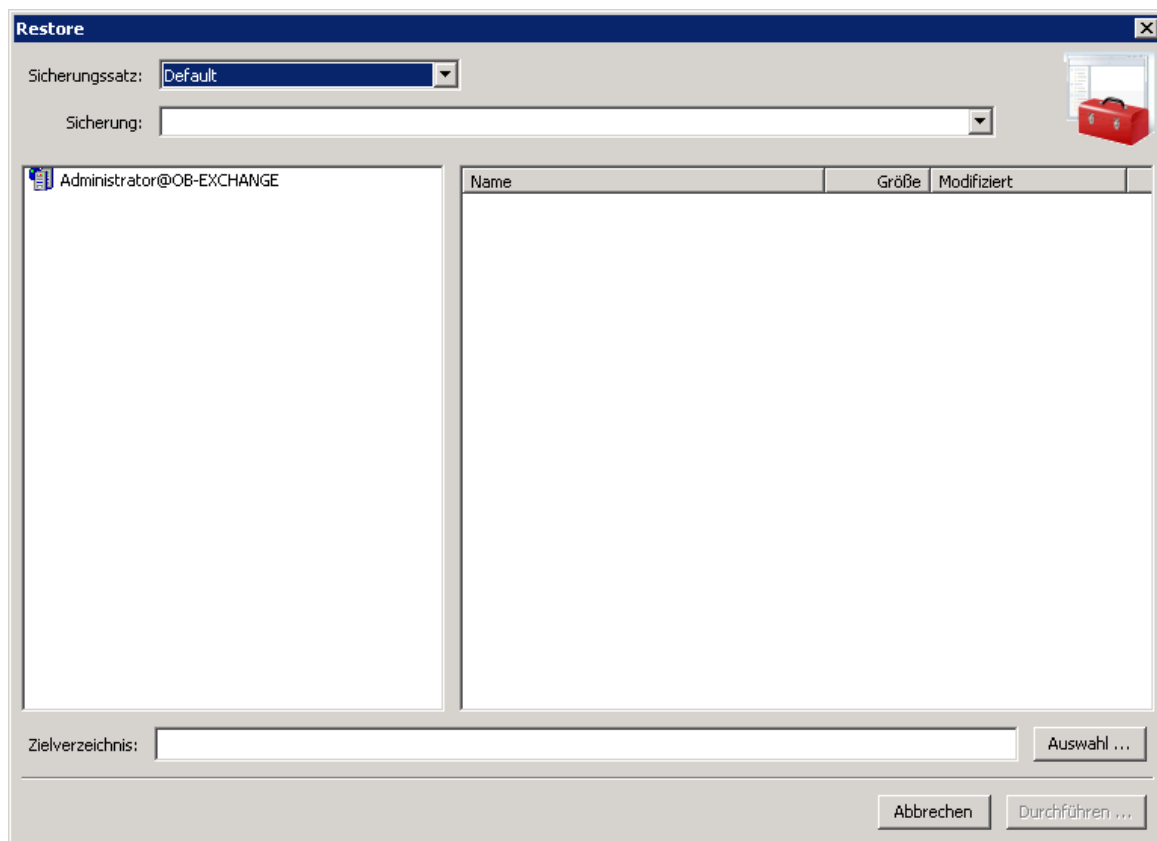 Restore
Sicherungssatz: Default
Sicherung:
Administrator@OB-EXCHANGE
Name Größe Modifiziert
Zielverzeichnis: Auswahl ...
Abbrechen Durchführen ...